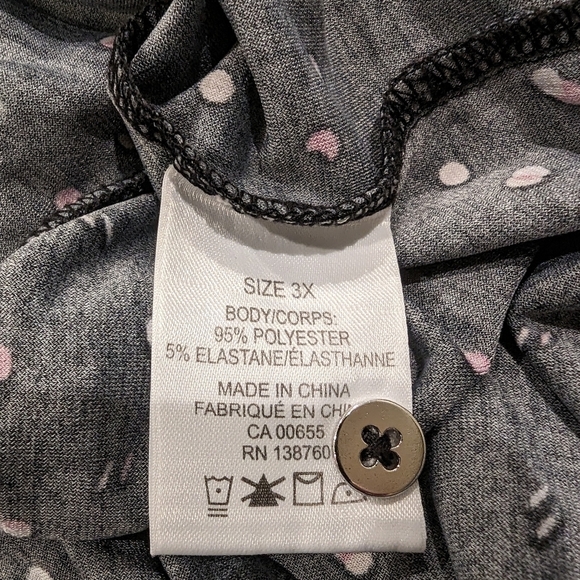 SIZE 3X
BODY/CORPS:
95% POLYESTER
5% ELASTANE/ÉLASTHANNE
MADE IN CHINA
FABRIQUÉ EN
CA 00655
RN 138760